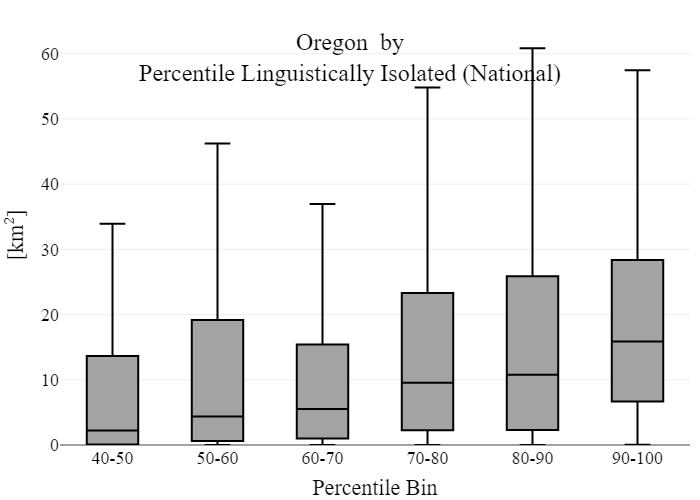 Oregon by
Percentile Linguistically Isolated (National)
60
50
40
30
20
10
0
[km²]
40-50 50-60 60-70 70-80 80-90 90-100
Percentile Bin